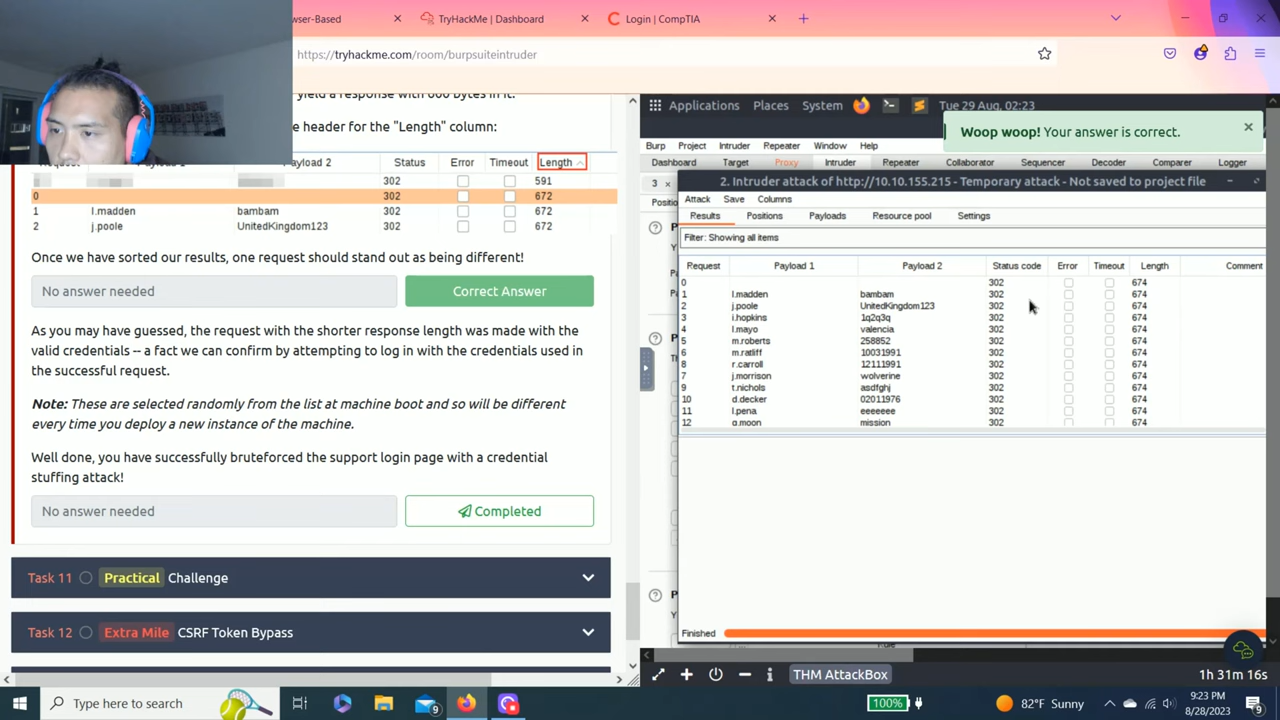 wser-Based
TryHackMe | Dashboard
Login | CompTIA
https://tryhackme.com/room/burpsuiteintruder
e header for the "Length" column:
Payload 2 Status Error Timeout Length
302 591
0 302 672
1 l.madden bambam 302 672
2 j.poole UnitedKingdom123 302 672
Once we have sorted our results, one request should stand out as being different!
No answer needed
Correct Answer
As you may have guessed, the request with the shorter response length was made with the
valid credentials -- a fact we can confirm by attempting to log in with the credentials used in
the successful request.
Note: These are selected randomly from the list at machine boot and so will be different
every time you deploy a new instance of the machine.
Well done, you have successfully bruteforced the support login page with a credential
stuffing attack!
No answer needed
Completed
Task 11 Practical Challenge
Task 12 Extra Mile CSRF Token Bypass
Applications Places System Tue 29 Aug, 02:23
Woop woop! Your answer is correct.
Burp Project Intruder Repeater Window Help
Dashboard Target Proxy Intruder Repeater Collaborator Sequencer Decoder Comparer Logger
3
2. Intruder attack of http://10.10.155.215 - Temporary attack - Not saved to project file
Attack Save Columns
Results Positions Payloads Resource pool Settings
Filter: Showing all items
Request Payload 1 Payload 2 Status code Error Timeout Length Comment
0 302 674
1 l.madden bambam 302 674
2 j.poole UnitedKingdom123 302 674
3 i.hopkins 1q2q3q 302 674
4 l.mayo valencia 302 674
5 m.roberts 258852 302 674
6 m.ratliff 10031991 302 674
8 r.carroll 12111991 302 674
7 j.morrison wolverine 302 674
9 t.nichols asdfghj 302 674
10 d.decker 02011976 302 674
11 l.pena eeeeeee 302 674
12 g.moon mission 302 674
Finished
THM AttackBox
1h 31m 16s
Type here to search
9
100%
82°F Sunny
9:23 PM
8/28/2023
9